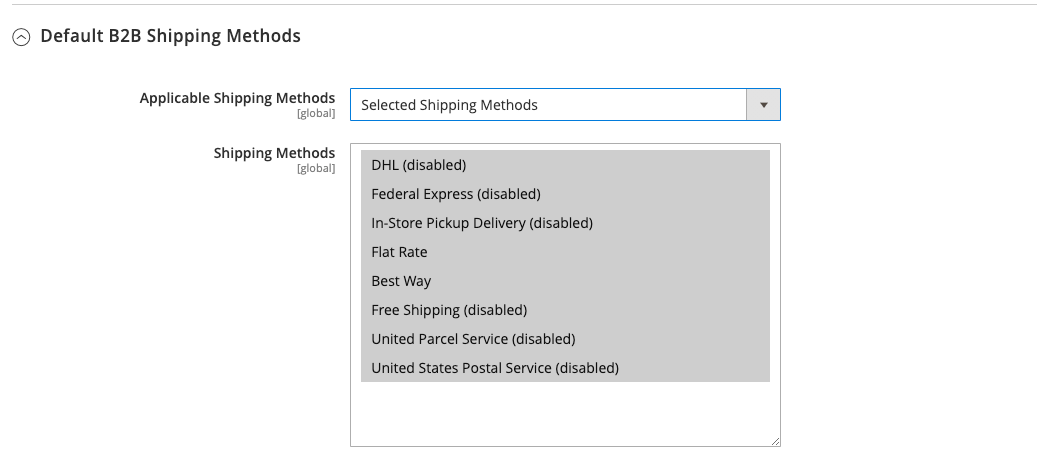 Default B2B Shipping Methods
Applicable Shipping Methods
[global]
Selected Shipping Methods
Shipping Methods
[global]
DHL (disabled)
Federal Express (disabled)
In-Store Pickup Delivery (disabled)
Flat Rate
Best Way
Free Shipping (disabled)
United Parcel Service (disabled)
United States Postal Service (disabled)